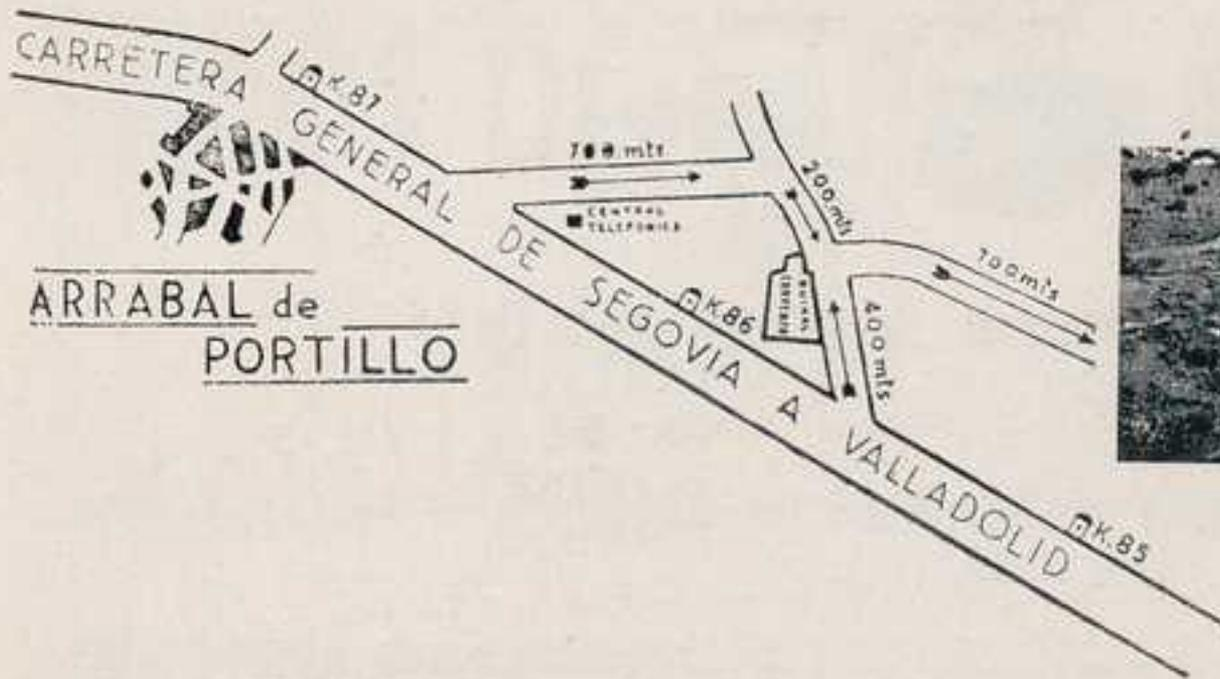 CARRETERA GENERAL DE SEGOVIA A VALLADOLID
K.87
700 mts
200 mts
CENTRAL
TELEFONICA
700 mts
K.86
400 mts
ARRABAL de
PORTILLO
K.85